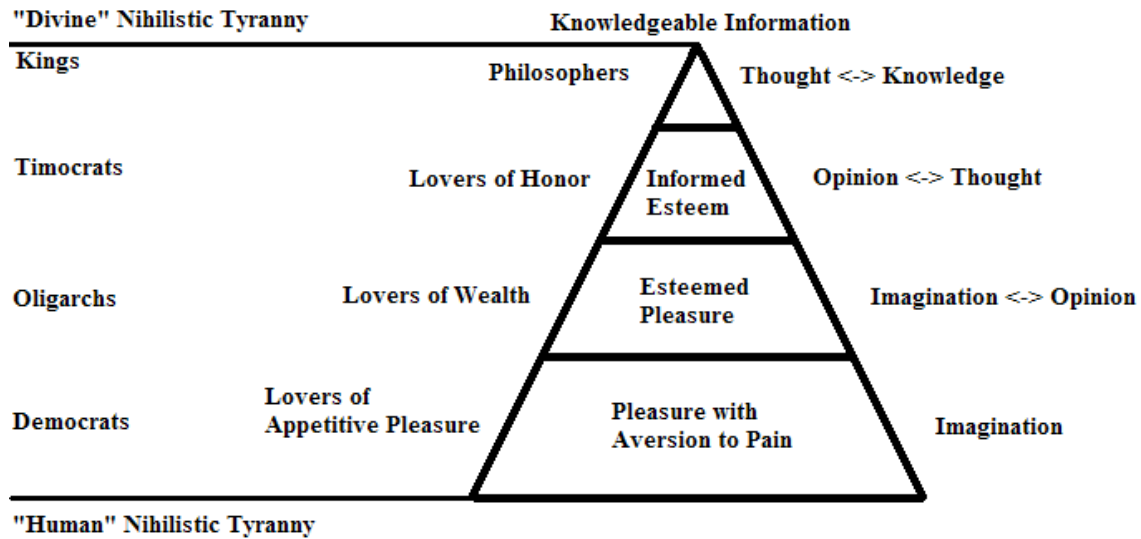 "Divine" Nihilistic Tyranny
Knowledgeable Information
Kings
Philosophers
Thought <-> Knowledge
Timocrats
Lovers of Honor
Informed
Esteem
Opinion <-> Thought
Oligarchs
Lovers of Wealth
Esteemed
Pleasure
Imagination <-> Opinion
Democrats
Lovers of
Appetitive Pleasure
Pleasure with
Aversion to Pain
Imagination
"Human" Nihilistic Tyranny